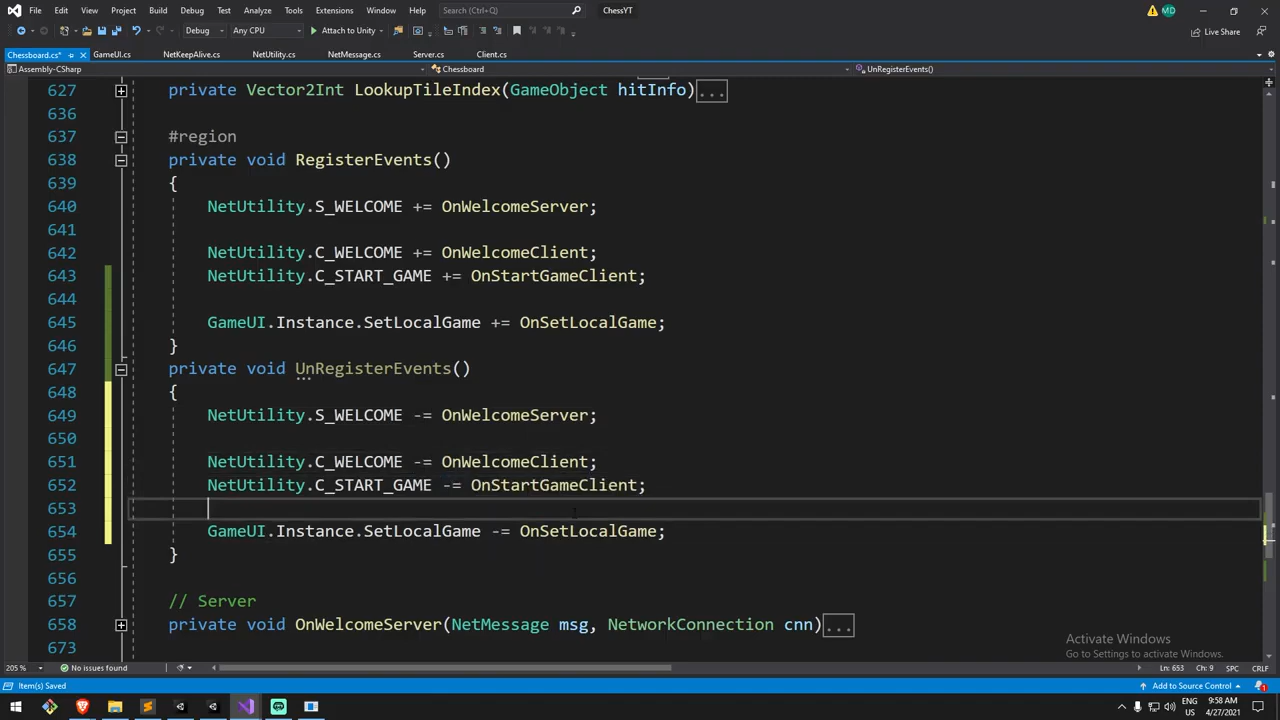 File Edit View Project Build Debug Test Analyze Tools Extensions Window Help Search (Ctrl+Q) ChessYT MD
Debug Any CPU Attach to Unity Live Share
Chessboard.cs* GameUI.cs NetKeepAlive.cs NetUtility.cs NetMessage.cs Server.cs Client.cs
Assembly-CSharp Chessboard UnRegisterEvents()
627 private Vector2Int LookupTileIndex(GameObject hitInfo)...
636
637 #region
638 private void RegisterEvents()
639 {
640 NetUtility.S_WELCOME += OnWelcomeServer;
641
642 NetUtility.C_WELCOME += OnWelcomeClient;
643 NetUtility.C_START_GAME += OnStartGameClient;
644
645 GameUI.Instance.SetLocalGame += OnSetLocalGame;
646 }
647 private void UnRegisterEvents()
648 {
649 NetUtility.S_WELCOME -= OnWelcomeServer;
650
651 NetUtility.C_WELCOME -= OnWelcomeClient;
652 NetUtility.C_START_GAME -= OnStartGameClient;
653
654 GameUI.Instance.SetLocalGame -= OnSetLocalGame;
655 }
656
657 // Server
658 private void OnWelcomeServer(NetMessage msg, NetworkConnection cnn)...
673
Activate Windows
Go to Settings to activate Windows.
205 % No issues found Ln: 653 Ch: 9 SPC CRLF
Item(s) Saved Add to Source Control 1
ENG US 9:58 AM 4/27/2021